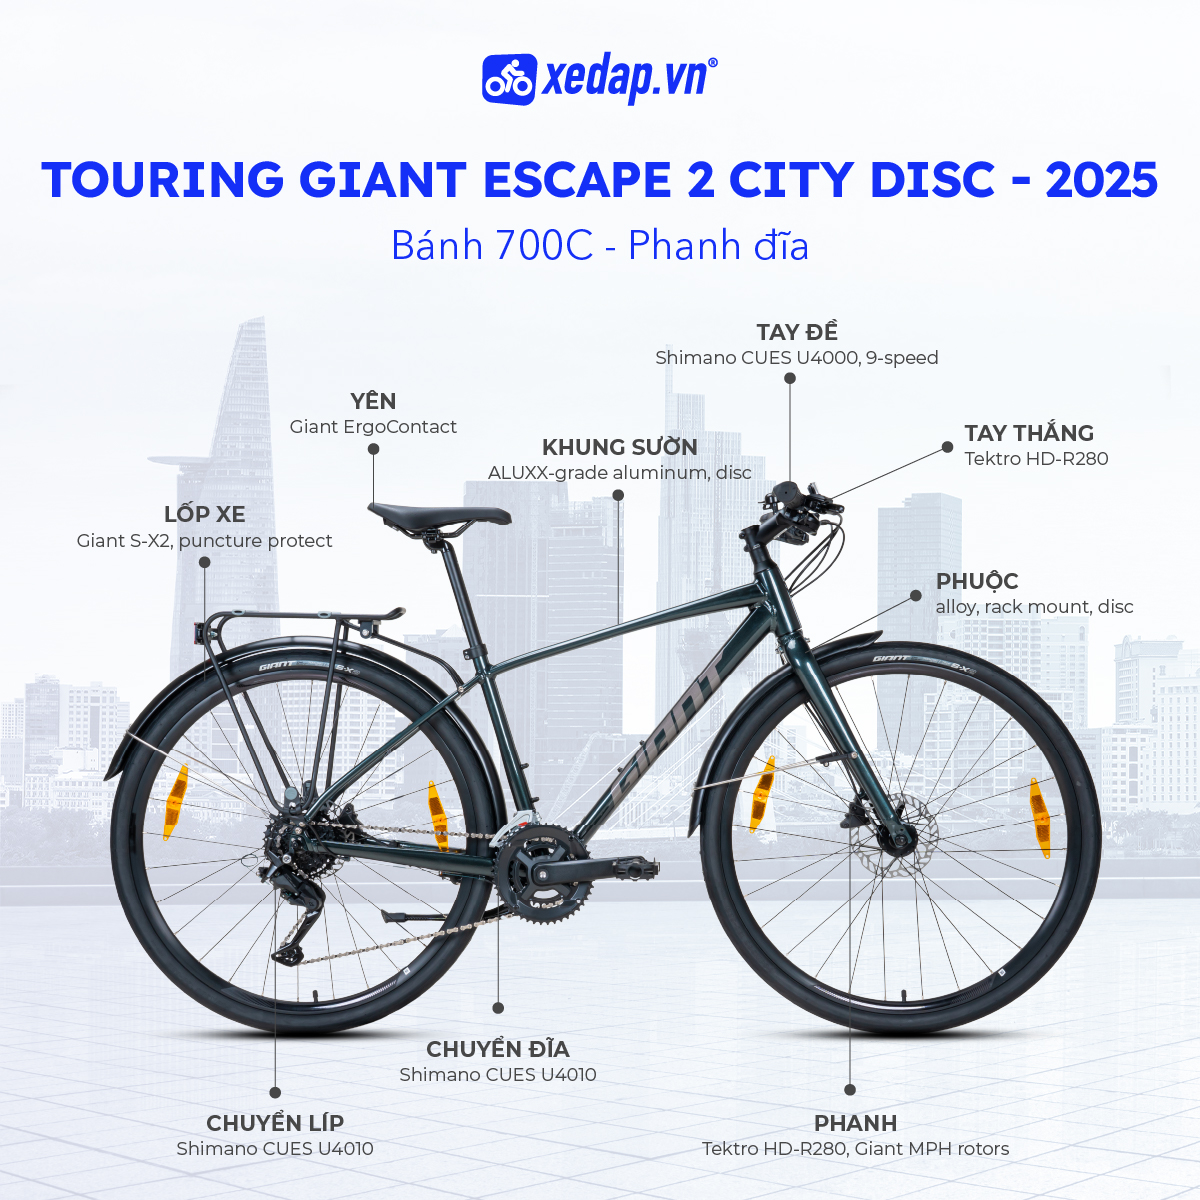 xedap.vn®
TOURING GIANT ESCAPE 2 CITY DISC - 2025
Bánh 700C - Phanh đĩa
TAY ĐỀ
Shimano CUES U4000, 9-speed
YÊN
Giant ErgoContact
KHUNG SƯỜN
ALUXX-grade aluminum, disc
TAY THẮNG
Tektro HD-R280
LỐP XE
Giant S-X2, puncture protect
PHUỘC
alloy, rack mount, disc
GIANT
GIANT
GIANT
CHUYỂN ĐĨA
Shimano CUES U4010
CHUYỂN LÍP
Shimano CUES U4010
PHANH
Tektro HD-R280, Giant MPH rotors